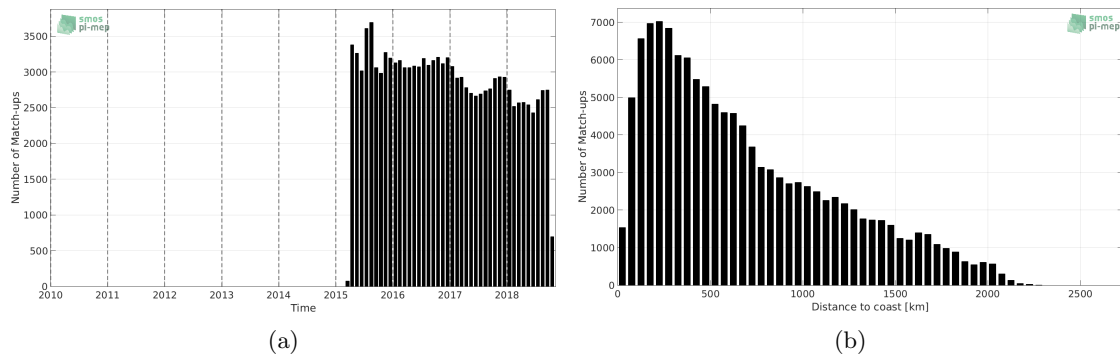 smos
pi-mep
3500
3000
2500
2000
1500
1000
500
0
Number of Match-ups
2010 2011 2012 2013 2014 2015 2016 2017 2018
Time
(a)
smos
pi-mep
7000
6000
5000
4000
3000
2000
1000
0
Number of Match-ups
0 500 1000 1500 2000 2500
Distance to coast [km]
(b)